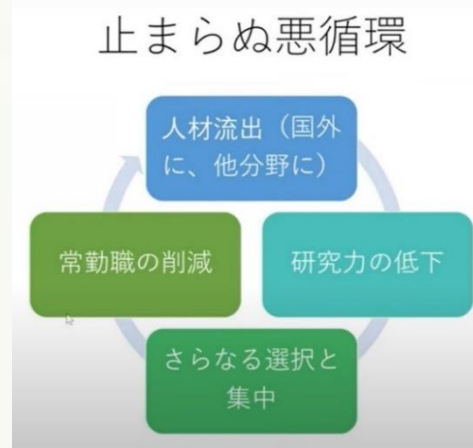 止まらぬ悪循環
人材流出（国外
に、他分野に）
常勤職の削減
研究力の低下
さらなる選択と
集中